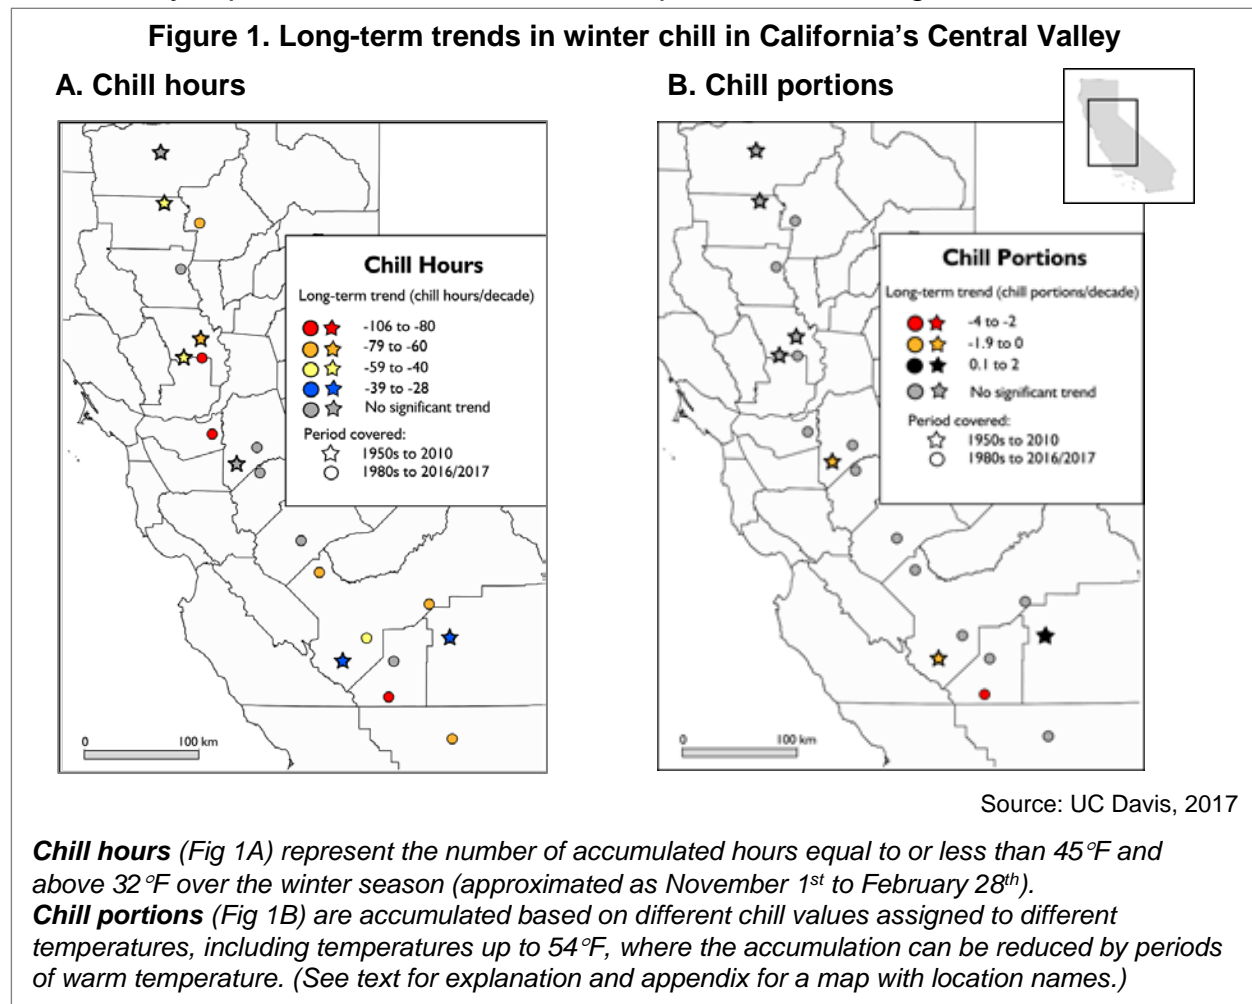 Figure 1. Long-term trends in winter chill in California's Central Valley
A. Chill hours
B. Chill portions
Chill Hours
Long-term trend (chill hours/decade)
-106 to -80
-79 to -60
-59 to -40
-39 to -28
No significant trend
Period covered:
1950s to 2010
1980s to 2016/2017
0 100 km
Chill Portions
Long-term trend (chill portions/decade)
-4 to -2
-1.9 to 0
0.1 to 2
No significant trend
Period covered:
1950s to 2010
1980s to 2016/2017
0 100 km
Source: UC Davis, 2017
Chill hours (Fig 1A) represent the number of accumulated hours equal to or less than 45°F and
above 32°F over the winter season (approximated as November 1st to February 28th).
Chill portions (Fig 1B) are accumulated based on different chill values assigned to different
temperatures, including temperatures up to 54°F, where the accumulation can be reduced by periods
of warm temperature. (See text for explanation and appendix for a map with location names.)